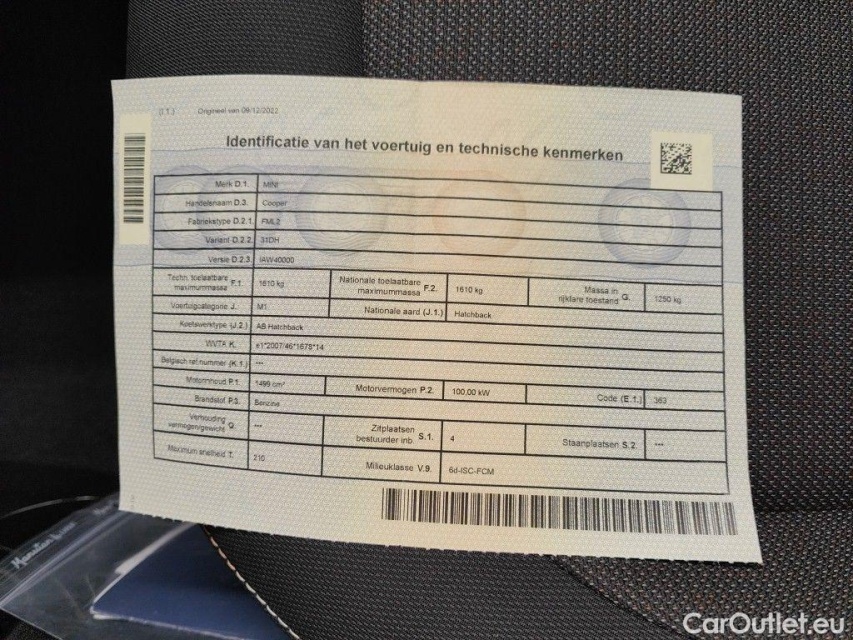 (I1) Origineel van 09/12/2022
Identificatie van het voertuig en technische kenmerken
Merk D.1. MINI
Handelsnaam D.3. Cooper
Fabriekstype D.2.1. FML2
Variant D.2.2. 31DH
Versie D.2.3. IAW40000
Techn. toelaatbare maximummassa F.1 1610 kg Nationale toelaatbare maximummassa F.2. 1610 kg Massa in rijklare toestand G. 1250 kg
Voertuigcategorie J. M1 Nationale aard (J.1.) Hatchback
Koetswerktype (J.2.) AB Hatchback
WVTA K. e1*2007/46*1678*14
Belgisch ref.nummer (K.1.) ---
Motorinhoud P.1. 1499 cm³ Motorvermogen P.2. 100,00 kW Code (E.1.) 363
Brandstof P.3. Benzine
Verhouding vermogen/gewicht Q. --- Zitplaatsen bestuurder inb. S.1. 4 Staanplaatsen S.2. ---
Maximum snelheid T. 210 Milieuklasse V.9. 6d-ISC-FCM
CarOutlet.eu